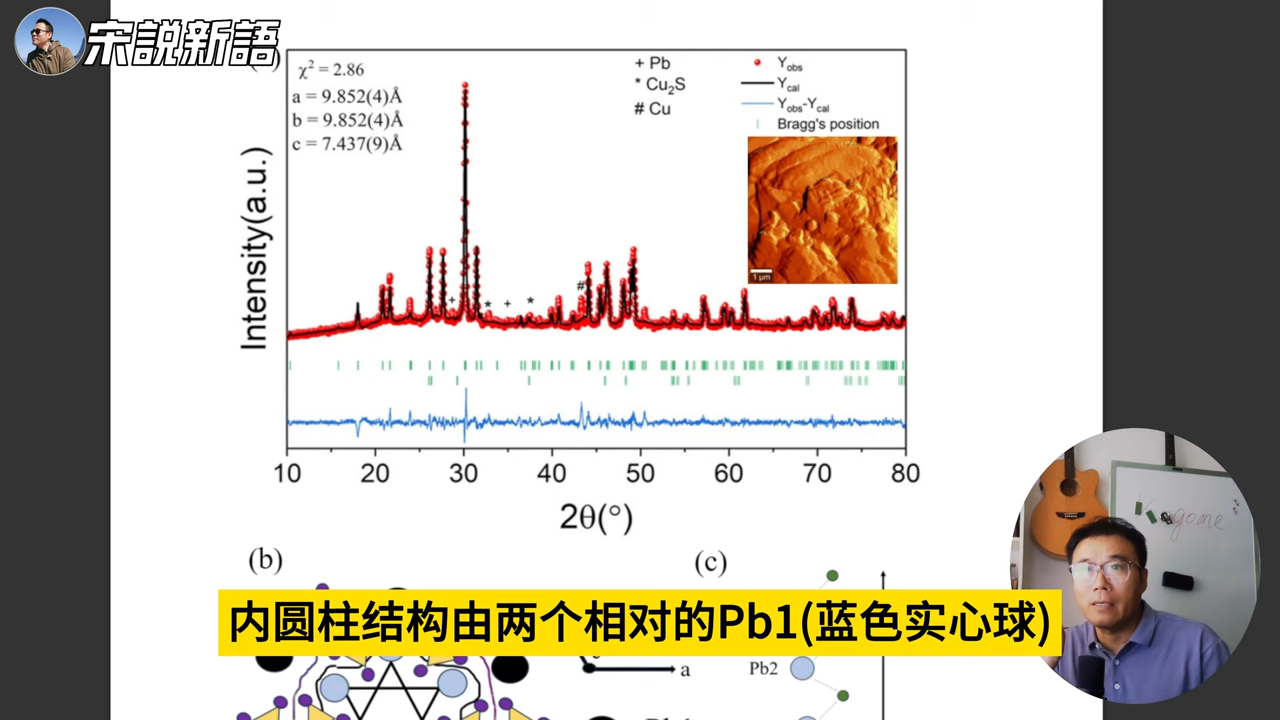 宋説新語
χ² = 2.86
a = 9.852(4)Å
b = 9.852(4)Å
c = 7.437(9)Å
+ Pb
* Cu₂S
# Cu
Y_obs
Y_cal
Y_obs-Y_cal
Bragg's position
1 μm
Intensity(a.u.)
+
*
+
*
#
10 20 30 40 50 60 70 80
2θ(°)
Kagome
(b)
(c)
内圆柱结构由两个相对的Pb1(蓝色实心球)
a
Pb2